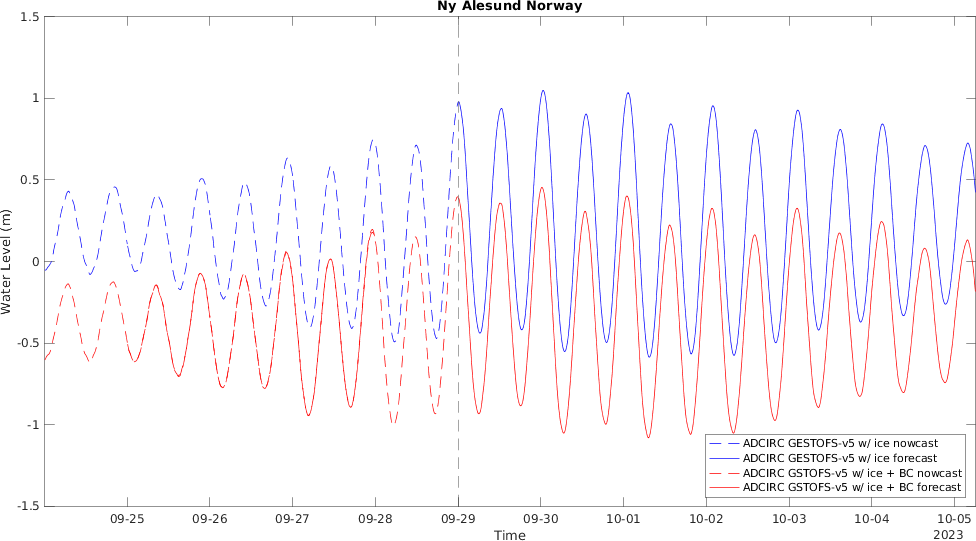 Ny Alesund Norway
1.5
1
0.5
0
-0.5
-1
-1.5
Water Level (m)
ADCIRC GESTOFS-v5 w/ ice nowcast
ADCIRC GESTOFS-v5 w/ ice forecast
ADCIRC GSTOFS-v5 w/ ice + BC nowcast
ADCIRC GSTOFS-v5 w/ ice + BC forecast
09-25 09-26 09-27 09-28 09-29 09-30 10-01 10-02 10-03 10-04 10-05
Time
2023